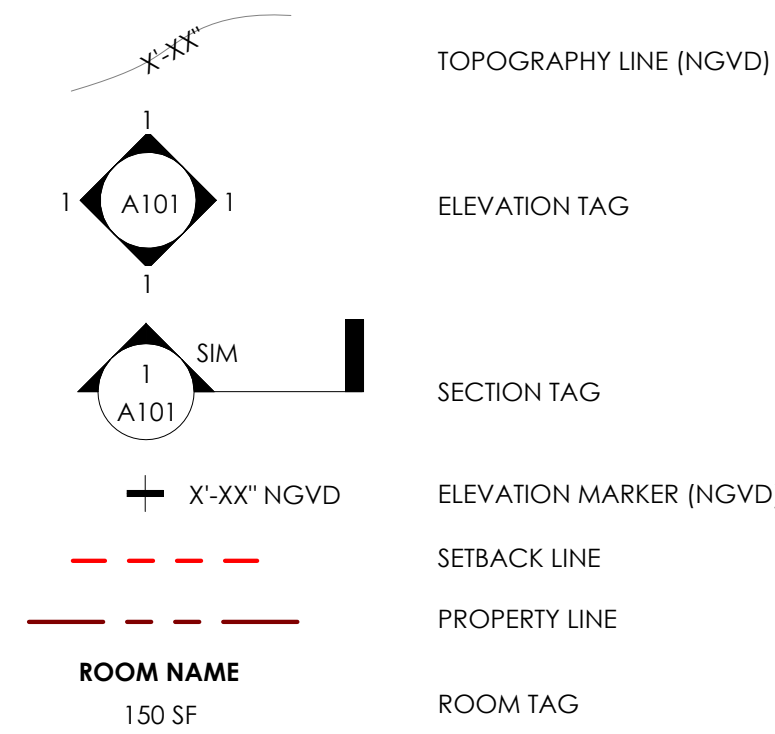 X'-XX"
TOPOGRAPHY LINE (NGVD)
1
1 A101 1
ELEVATION TAG
1
SIM
1
A101
SECTION TAG
X'-XX" NGVD
ELEVATION MARKER (NGVD)
SETBACK LINE
PROPERTY LINE
ROOM NAME
150 SF
ROOM TAG